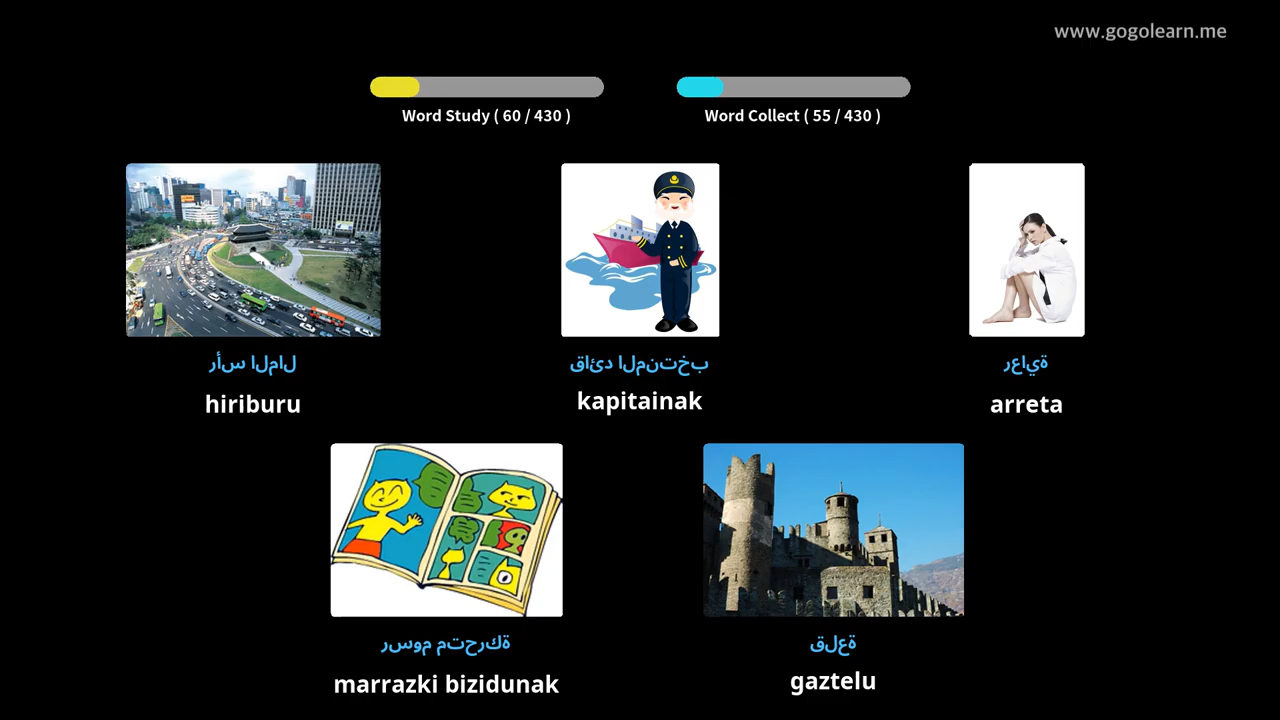 www.gogolearn.me
Word Study ( 60 / 430 )
Word Collect ( 55 / 430 )
رأس المال
hiriburu
قائد المنتخب
kapitainak
رعاية
arreta
رسوم متحركة
marrazki bizidunak
قلعة
gaztelu